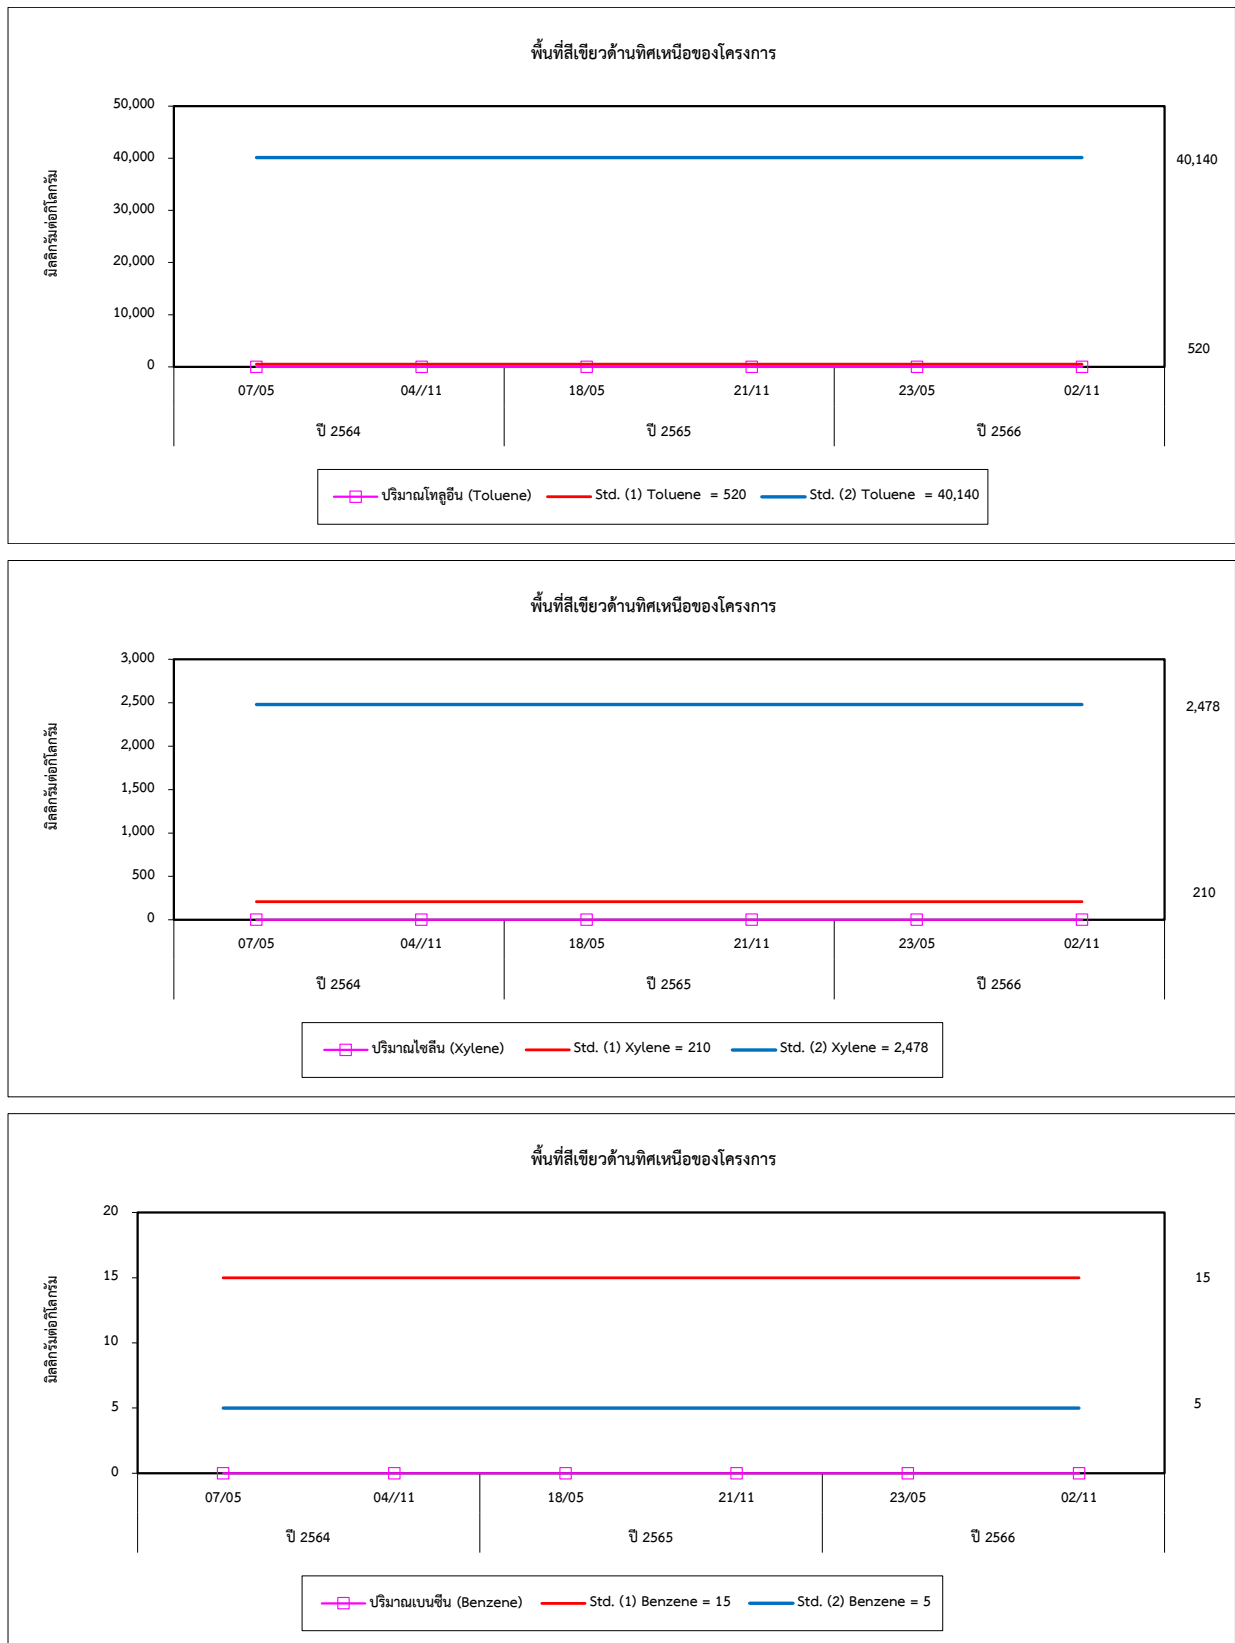 พื้นที่สีเขียวด้านทิศเหนือของโครงการ
มิลลิกรัมต่อกิโลกรัม
50,000
40,000
30,000
20,000
10,000
0
40,140
520
07/05 04//11 18/05 21/11 23/05 02/11
ปี 2564 ปี 2565 ปี 2566
ปริมาณโทลูอีน (Toluene) Std. (1) Toluene = 520 Std. (2) Toluene = 40,140
พื้นที่สีเขียวด้านทิศเหนือของโครงการ
มิลลิกรัมต่อกิโลกรัม
3,000
2,500
2,000
1,500
1,000
500
0
2,478
210
07/05 04//11 18/05 21/11 23/05 02/11
ปี 2564 ปี 2565 ปี 2566
ปริมาณไซลีน (Xylene) Std. (1) Xylene = 210 Std. (2) Xylene = 2,478
พื้นที่สีเขียวด้านทิศเหนือของโครงการ
มิลลิกรัมต่อกิโลกรัม
20
15
10
5
0
15
5
07/05 04//11 18/05 21/11 23/05 02/11
ปี 2564 ปี 2565 ปี 2566
ปริมาณเบนซีน (Benzene) Std. (1) Benzene = 15 Std. (2) Benzene = 5